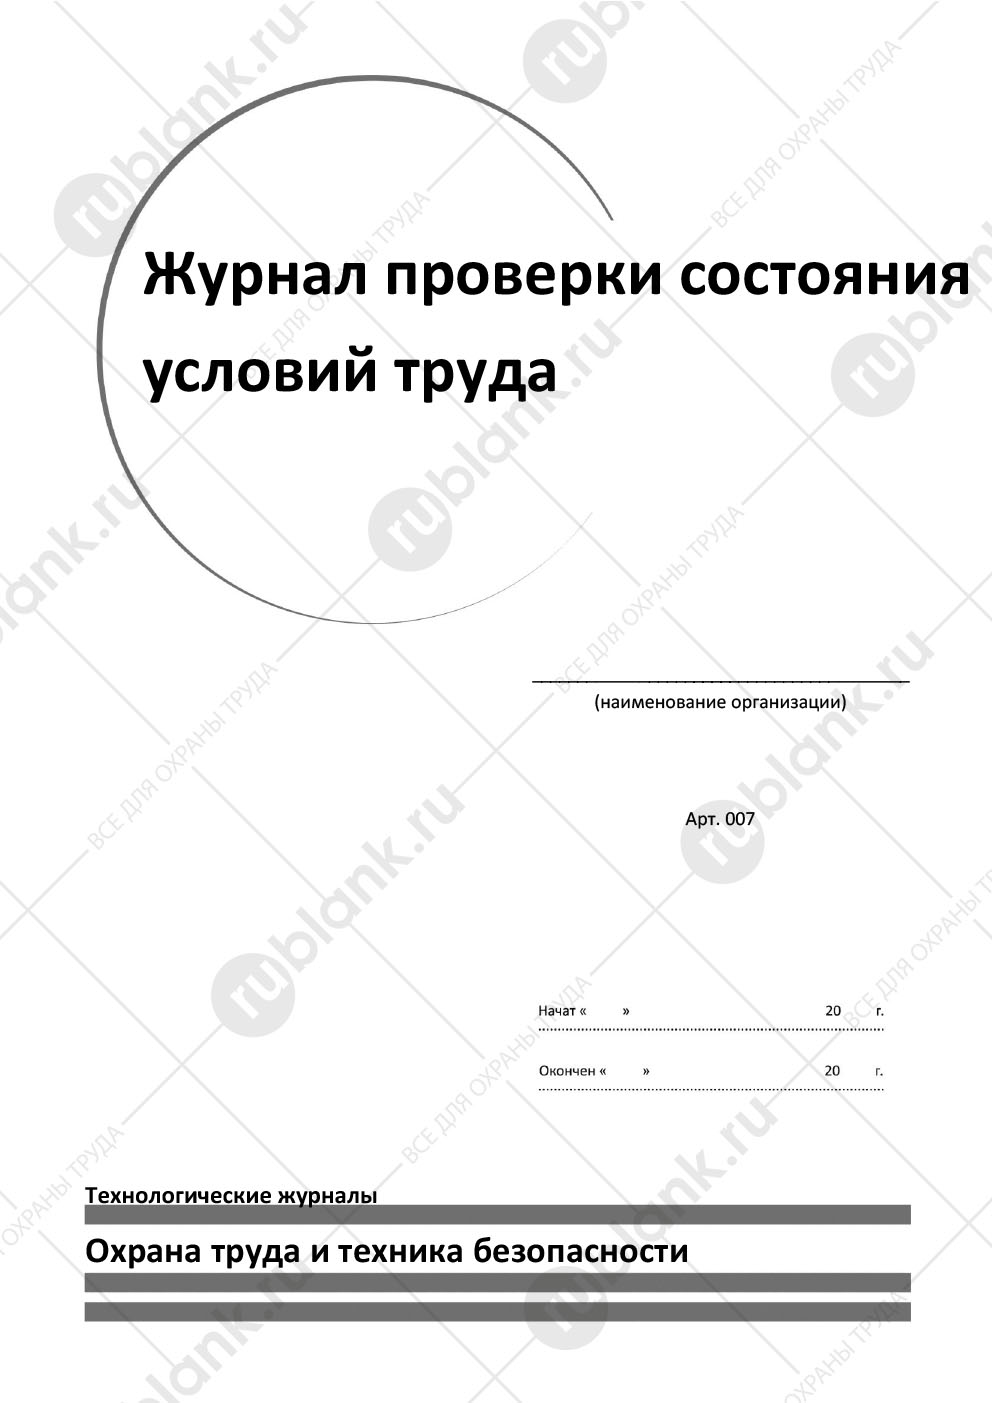 Журнал проверки состояния
условий труда
(наименование организации)
Арт. 007
Начат « » 20 г.
Окончен « » 20 г.
Технологические журналы
Охрана труда и техника безопасности
rublank.ru
ВСЕ ДЛЯ ОХРАНЫ ТРУДА